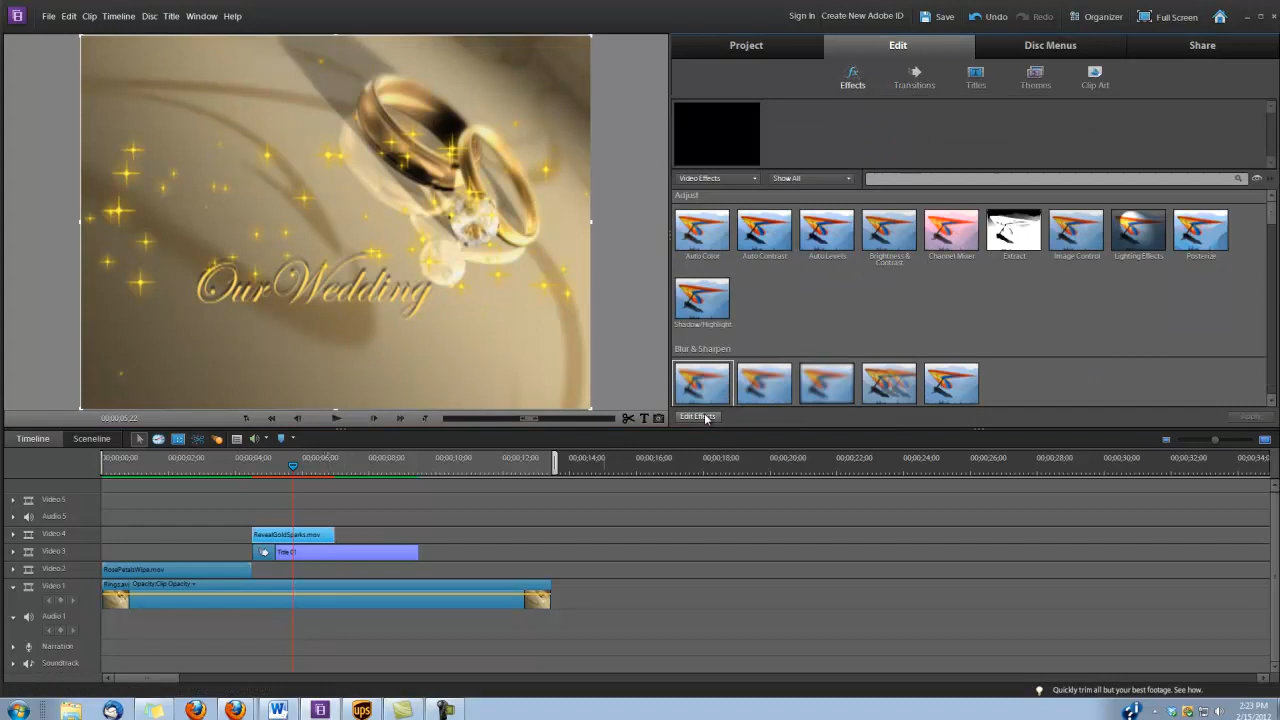 File Edit Clip Timeline Disc Title Window Help
Sign In Create New Adobe ID Save Undo Redo Organizer Full Screen
Project Edit Disc Menus Share
Effects Transitions Titles Themes Clip Art
Video Effects Show All
Adjust
Auto Color Auto Contrast Auto Levels Brightness & Contrast Channel Mixer Extract Image Control Lighting Effects Posterize
Our Wedding
Shadow/Highlight
Blur & Sharpen
00;00;05;22
T
Edit Effects
Apply
Timeline Sceneline
00;00;00;00 00;00;02;00 00;00;04;00 00;00;06;00 00;00;08;00 00;00;10;00 00;00;12;00 00;00;14;00 00;00;16;00 00;00;18;00 00;00;20;00 00;00;22;00 00;00;24;00 00;00;26;00 00;00;28;00 00;00;30;00 00;00;32;00 00;00;34;0
Video 5
Audio 5
Video 4 RevealGoldSparks.mov
Video 3 Title 01
Video 2 RosePetalsWipe.mov
Video 1 Rings.avi Opacity:Clip Opacity
Audio 1
Narration
Soundtrack
Quickly trim all but your best footage. See how.
W ups
2:23 PM
2/15/2012